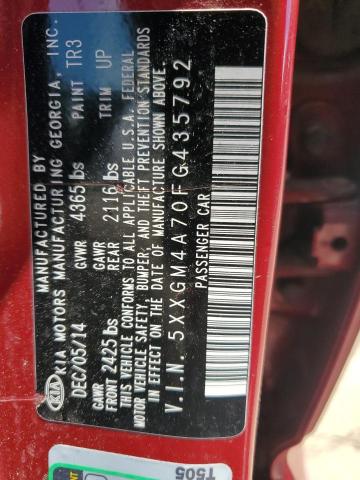 MANUFACTURED BY
KIA MOTORS MANUFACTURING GEORGIA, INC.
DEC/05/14 GVWR 4365 lbs PAINT TR3
GAWR FRONT 2425 lbs GAWR REAR 2116 lbs TRIM UP
THIS VEHICLE CONFORMS TO ALL APPLICABLE U.S.A. FEDERAL
MOTOR VEHICLE SAFETY, BUMPER, AND THEFT PREVENTION STANDARDS
IN EFFECT ON THE DATE OF MANUFACTURE SHOWN ABOVE.
V.I.N. 5XXGM4A70FG435792
PASSENGER CAR
KIA
T505